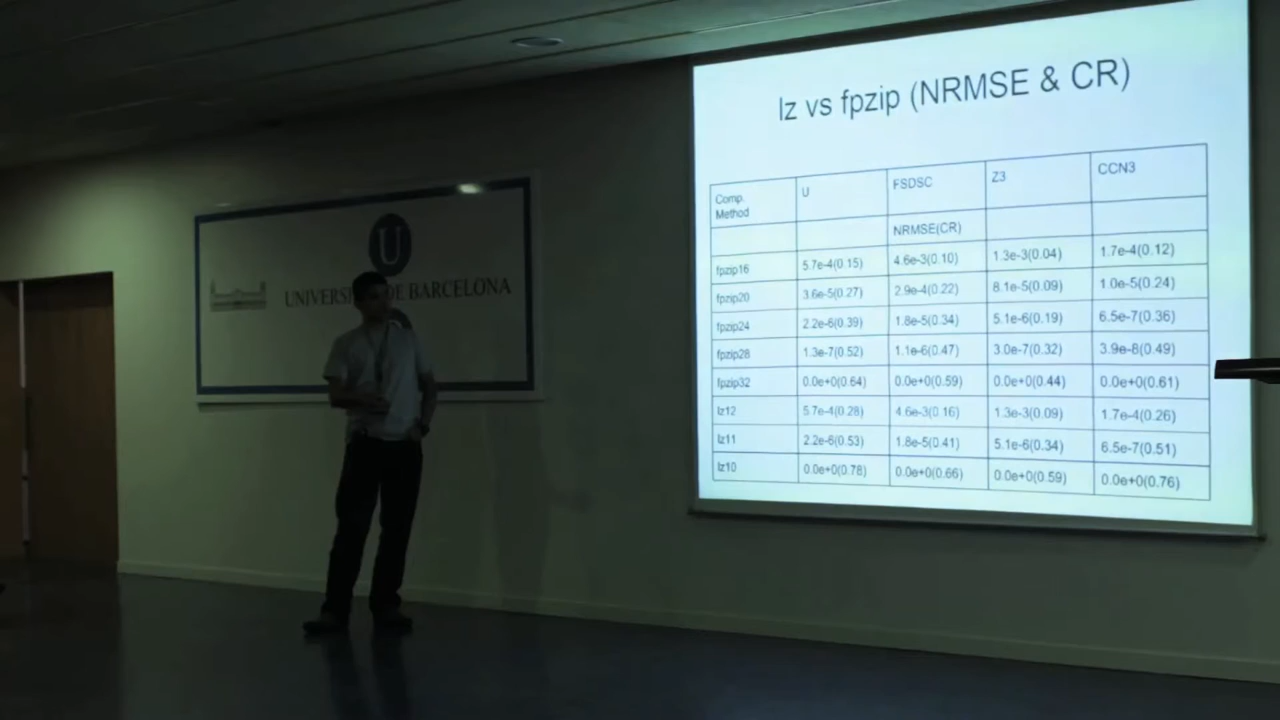 lz vs fpzip (NRMSE & CR)
Comp. Method U FSDSC Z3 CCN3
NRMSE(CR)
fpzip16 5.7e-4(0.15) 4.6e-3(0.10) 1.3e-3(0.04) 1.7e-4(0.12)
fpzip20 3.6e-5(0.27) 2.9e-4(0.22) 8.1e-5(0.09) 1.0e-5(0.24)
fpzip24 2.2e-6(0.39) 1.8e-5(0.34) 5.1e-6(0.19) 6.5e-7(0.36)
fpzip28 1.3e-7(0.52) 1.1e-6(0.47) 3.0e-7(0.32) 3.9e-8(0.49)
fpzip32 0.0e+0(0.64) 0.0e+0(0.59) 0.0e+0(0.44) 0.0e+0(0.61)
lz12 5.7e-4(0.28) 4.6e-3(0.16) 1.3e-3(0.09) 1.7e-4(0.26)
lz11 2.2e-6(0.53) 1.8e-5(0.41) 5.1e-6(0.34) 6.5e-7(0.51)
lz10 0.0e+0(0.78) 0.0e+0(0.66) 0.0e+0(0.59) 0.0e+0(0.76)
U
DE BARCELONA